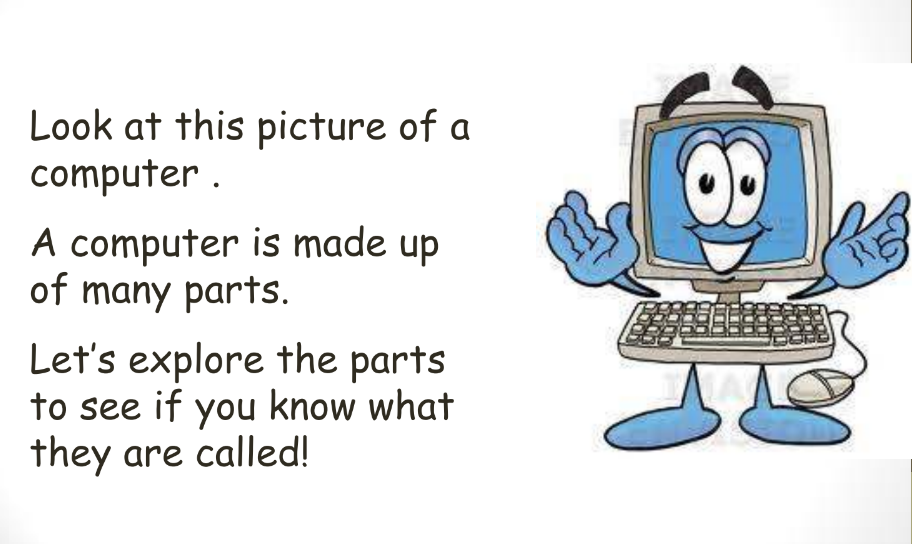 Look at this picture of a
computer .
A computer is made up
of many parts.
Let's explore the parts
to see if you know what
they are called!